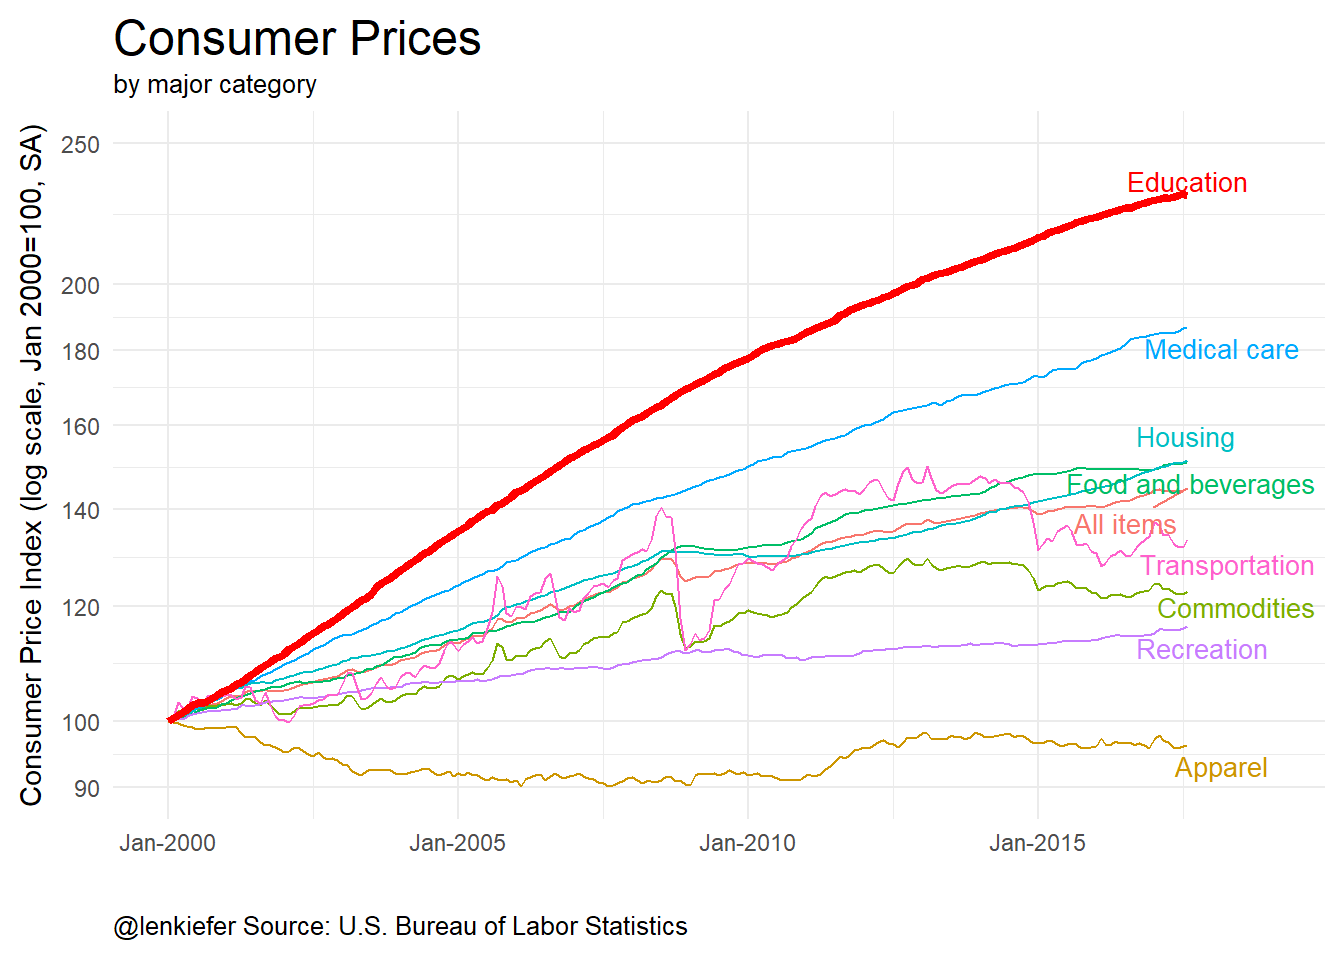 Consumer Prices
by major category
Consumer Price Index (log scale, Jan 2000=100, SA)
250
200
180
160
140
120
100
90
Education
Medical care
Housing
Food and beverages
All items
Transportation
Commodities
Recreation
Apparel
Jan-2000 Jan-2005 Jan-2010 Jan-2015
@lenkiefer Source: U.S. Bureau of Labor Statistics